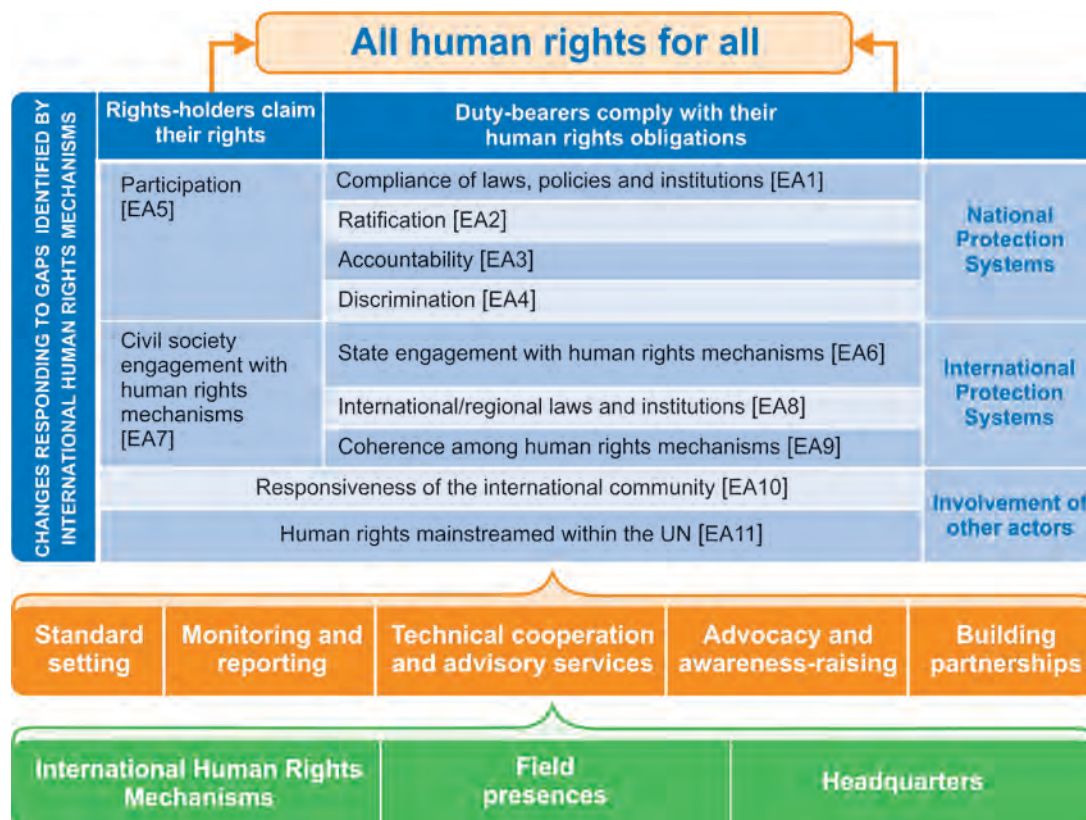 All human rights for all
CHANGES RESPONDING TO GAPS IDENTIFIED BY
INTERNATIONAL HUMAN RIGHTS MECHANISMS
Rights-holders claim
their rights
Duty-bearers comply with their
human rights obligations
Participation
[EA5]
Compliance of laws, policies and institutions [EA1]
Ratification [EA2]
Accountability [EA3]
Discrimination [EA4]
National
Protection
Systems
Civil society
engagement with
human rights
mechanisms
[EA7]
State engagement with human rights mechanisms [EA6]
International/regional laws and institutions [EA8]
Coherence among human rights mechanisms [EA9]
International
Protection
Systems
Responsiveness of the international community [EA10]
Human rights mainstreamed within the UN [EA11]
Involvement of
other actors
Standard
setting
Monitoring and
reporting
Technical cooperation
and advisory services
Advocacy and
awareness-raising
Building
partnerships
International Human Rights
Mechanisms
Field
presences
Headquarters